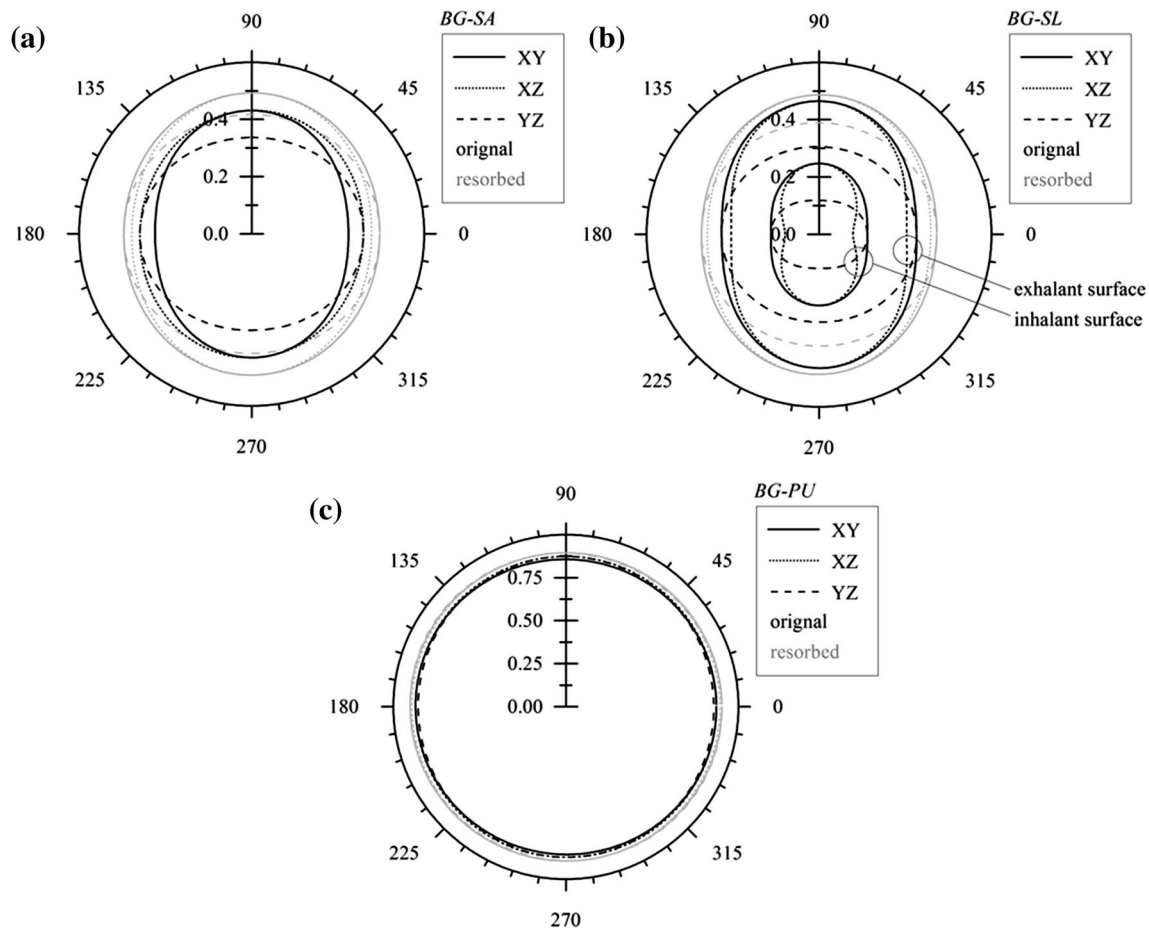 (a)
90
BG-SA
XY
XZ
YZ
orignal
resorbed
135
45
0.4
0.2
0.0
180
0
225
315
270
(b)
90
BG-SL
XY
XZ
YZ
orignal
resorbed
135
45
0.4
0.2
0.0
180
0
exhalant surface
inhalant surface
225
315
270
(c)
90
BG-PU
XY
XZ
YZ
orignal
resorbed
135
45
0.75
0.50
0.25
0.00
180
0
225
315
270